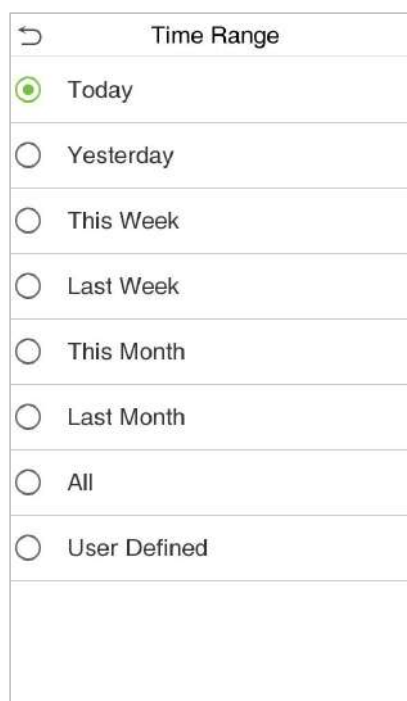 Time Range
Today
Yesterday
This Week
Last Week
This Month
Last Month
All
User Defined